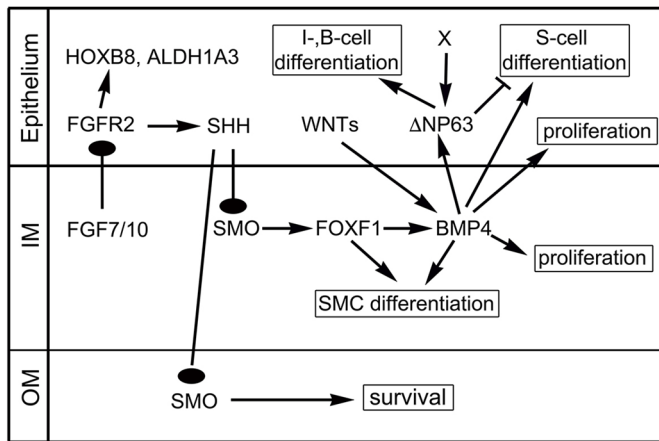 Epithelium
HOXB8, ALDH1A3
I-,B-cell
differentiation
X
S-cell
differentiation
FGFR2
SHH
WNTs
ΔNP63
proliferation
IM
FGF7/10
SMO
FOXF1
BMP4
proliferation
SMC differentiation
OM
SMO
survival